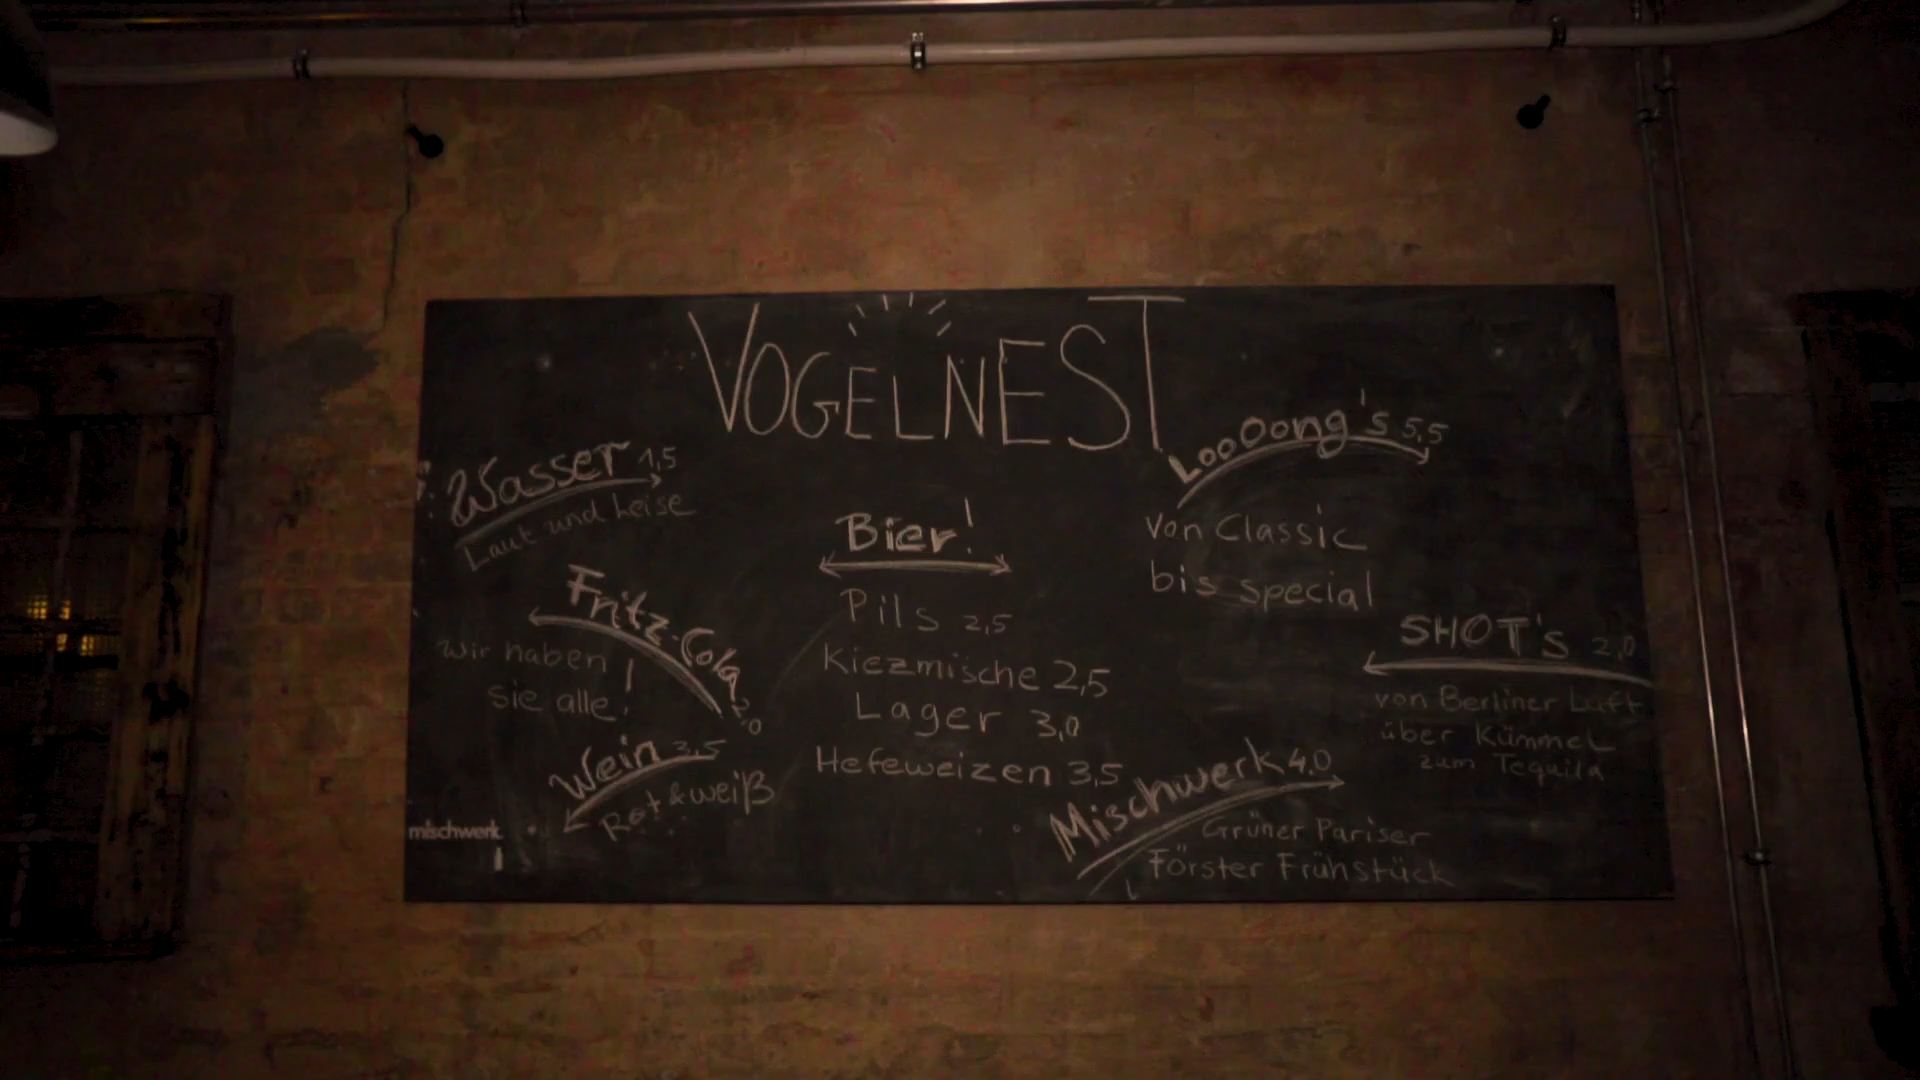 VOGELNEST
Wasser 1,5
Laut und leise
Fritz-Cola 2,0
Wir haben
sie alle!
Wein 2,5
Rot & weiß
mischwerk
Bier!
Pils 2,5
Kiezmische 2,5
Lager 3,0
Hefeweizen 3,5
LooOong's 5,5
Von Classic
bis special
SHOT's 2,0
von Berliner Luft
über Kümmel
zum Tequila
Mischwerk 4,0
Grüner Pariser
Förster Frühstück